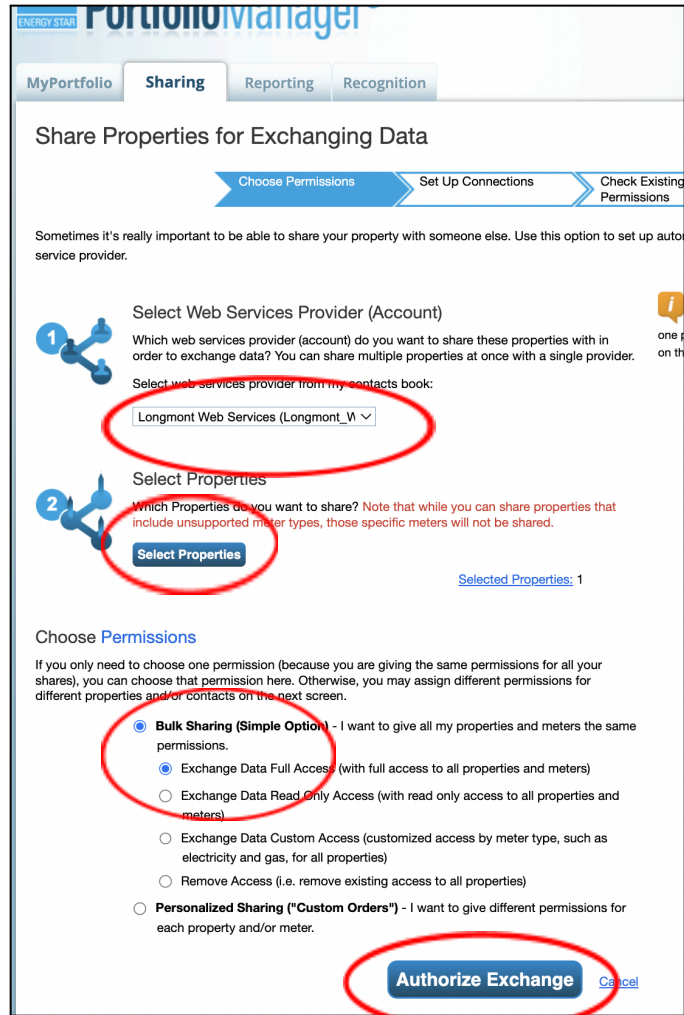 ENERGY STAR PortfolioManager®
MyPortfolio Sharing Reporting Recognition
Share Properties for Exchanging Data
Choose Permissions Set Up Connections Check Existing
Permissions
Sometimes it's really important to be able to share your property with someone else. Use this option to set up
service provider.
Select Web Services Provider (Account)
1
Which web services provider (account) do you want to share these properties with in
order to exchange data? You can share multiple properties at once with a single provider.
i
one
on
Select web services provider from my contacts book:
Longmont Web Services (Longmont_W
Select Properties
2
Which Properties do you want to share? Note that while you can share properties that
include unsupported meter types, those specific meters will not be shared.
Select Properties
Selected Properties: 1
Choose Permissions
If you only need to choose one permission (because you are giving the same permissions for all your
shares), you can choose that permission here. Otherwise, you may assign different permissions for
different properties and/or contacts on the next screen.
Bulk Sharing (Simple Option) - I want to give all my properties and meters the same
permissions.
Exchange Data Full Access (with full access to all properties and meters)
Exchange Data Read Only Access (with read only access to all properties and
meters)
Exchange Data Custom Access (customized access by meter type, such as
electricity and gas, for all properties)
Remove Access (i.e. remove existing access to all properties)
Personalized Sharing ("Custom Orders") - I want to give different permissions for
each property and/or meter.
Authorize Exchange Cancel